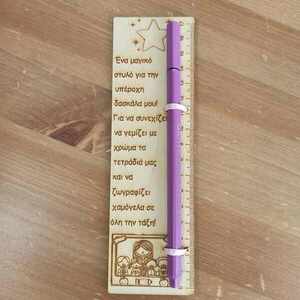 Ένα μαγικό
στυλό για την
υπέροχη
δασκάλα μου!
Για να συνεχίζει
να γεμίζει με
χρώμα τα
τετράδιά μας
και να
ζωγραφίζει
χαμόγελα σε
όλη την τάξη!